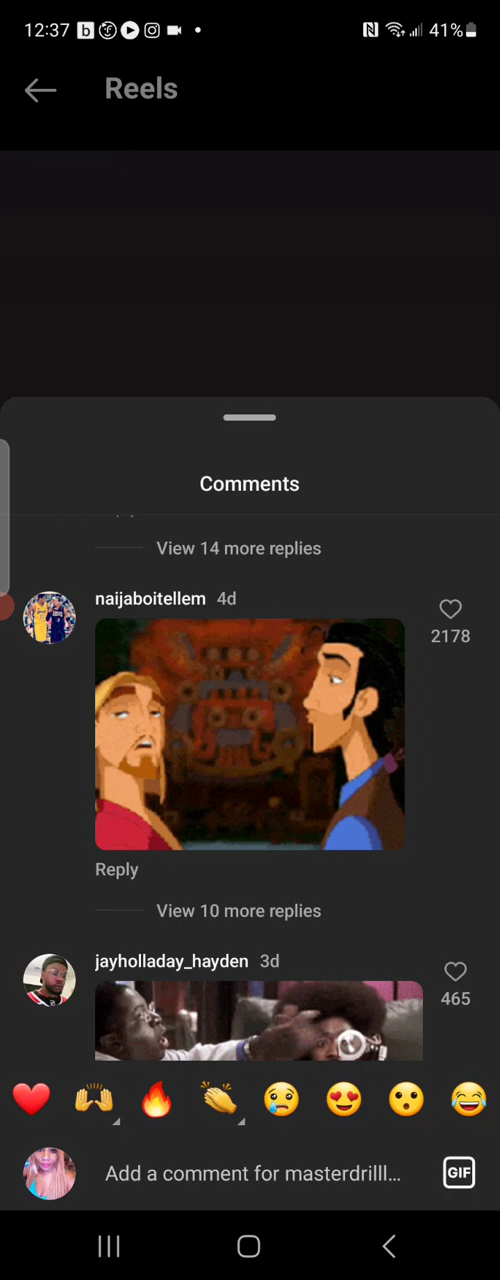 12:37
41%
Reels
Comments
View 14 more replies
naijaboitellem 4d
2178
Reply
View 10 more replies
jayholladay_hayden 3d
465
Add a comment for masterdrilll...
GIF